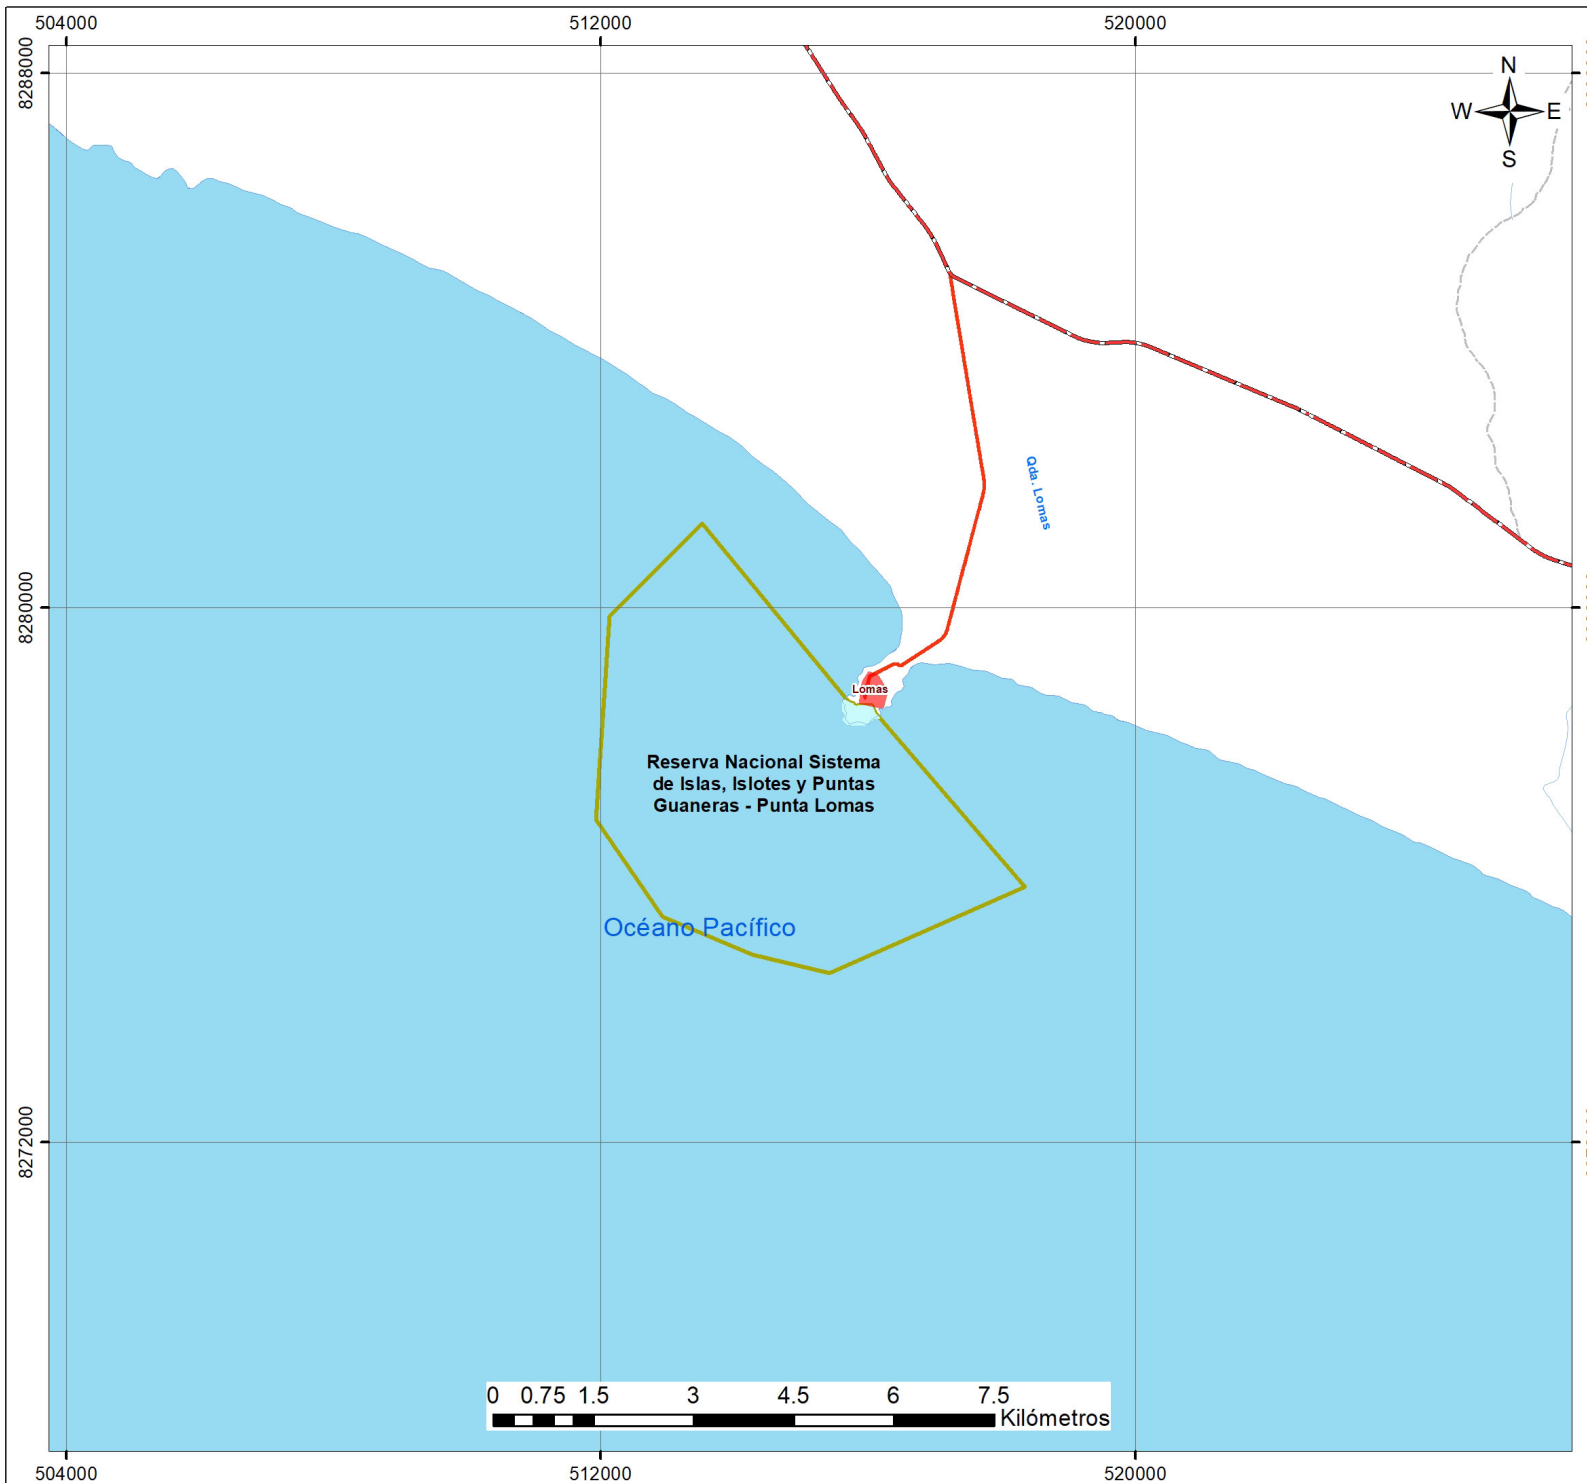 504000
512000
520000
8288000
N
W
E
S
Qda. Lomas
8280000
Lomas
Reserva Nacional Sistema
de Islas, Islotes y Puntas
Guaneras - Punta Lomas
Océano Pacífico
8272000
0 0.75 1.5 3 4.5 6 7.5
Kilómetros
504000
512000
520000